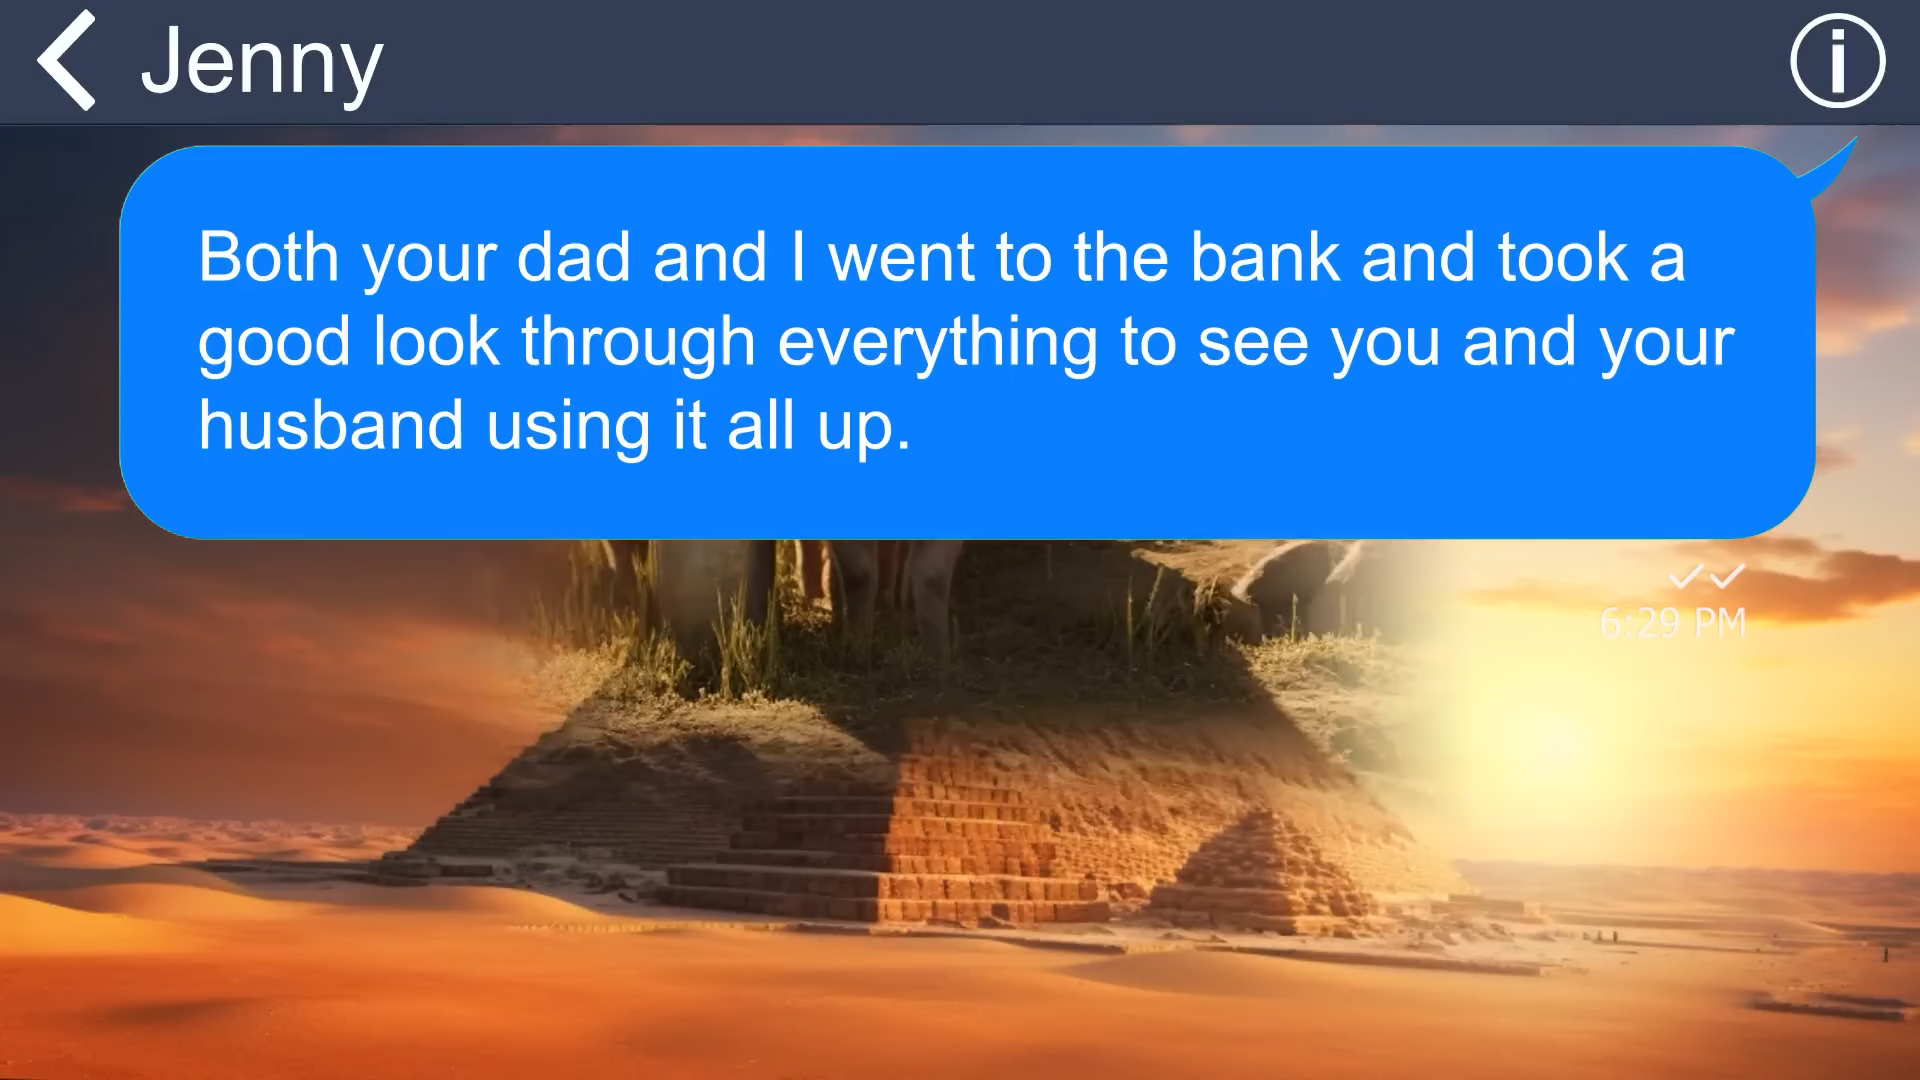 Jenny
Both your dad and I went to the bank and took a
good look through everything to see you and your
husband using it all up.
6:29 PM